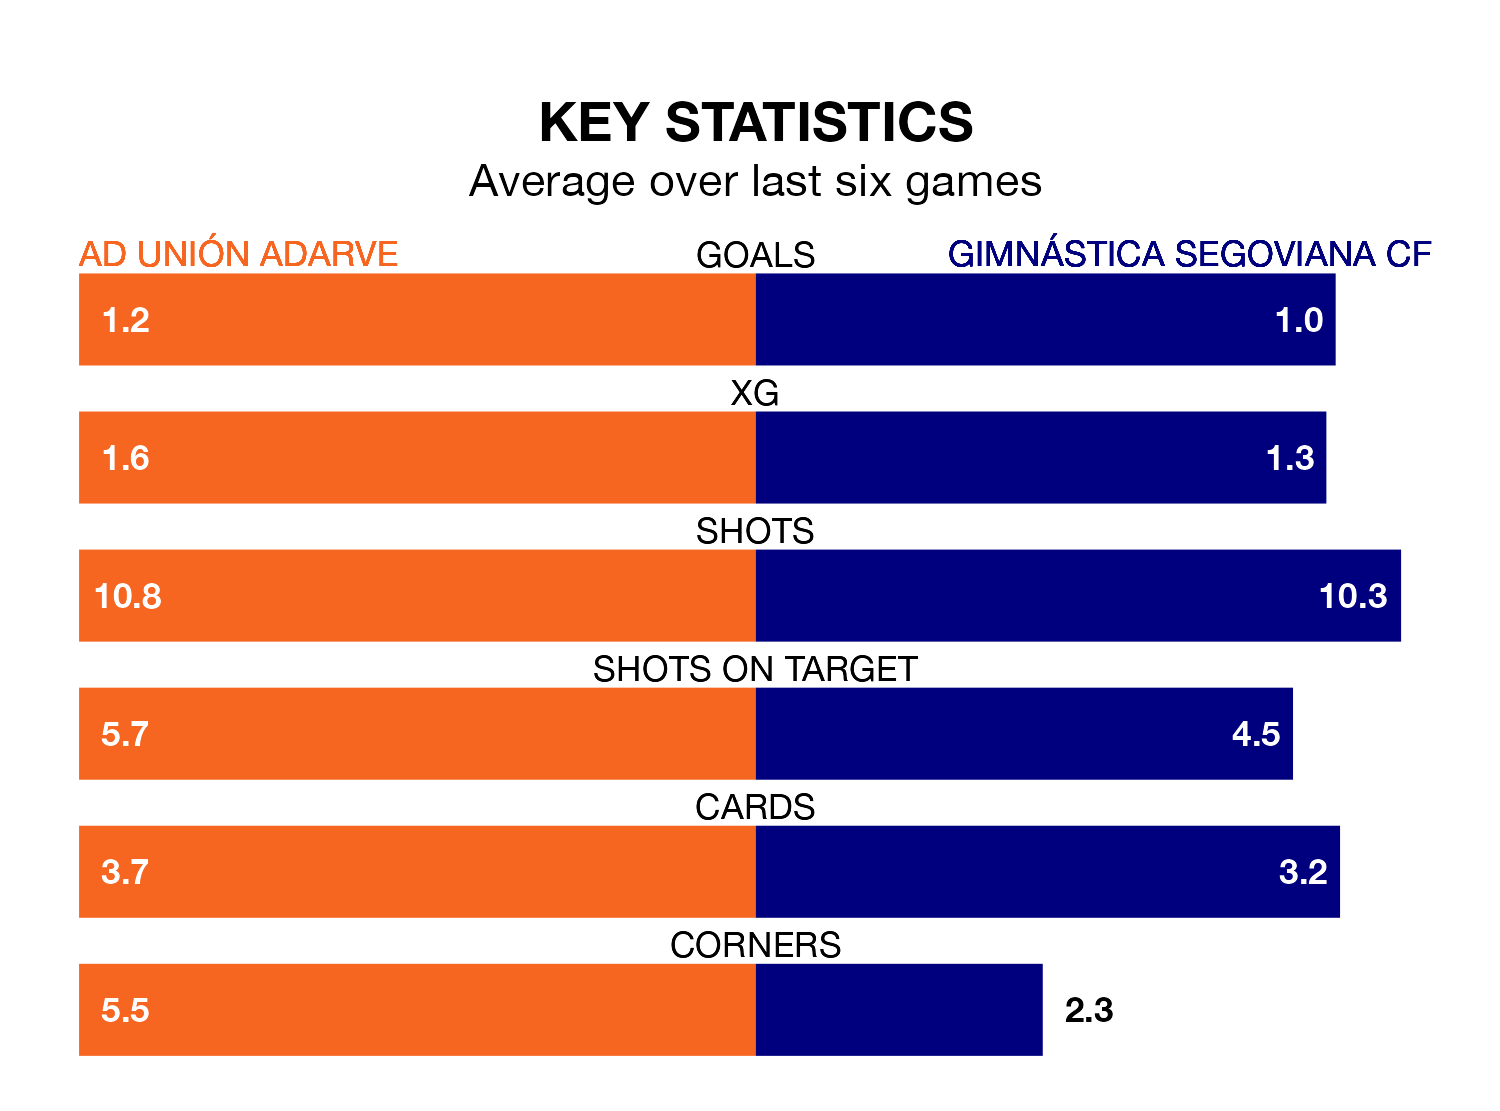 KEY STATISTICS
Average over last six games
AD UNIÓN ADARVE GOALS GIMNÁSTICA SEGOVIANA CF
1.2 1.0
XG
1.6 1.3
SHOTS
10.8 10.3
SHOTS ON TARGET
5.7 4.5
CARDS
3.7 3.2
CORNERS
5.5 2.3